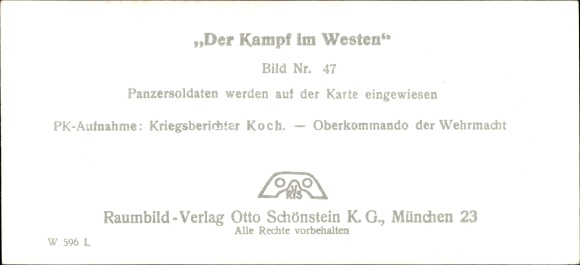 „Der Kampf im Westen“
Bild Nr. 47
Panzersoldaten werden auf der Karte eingewiesen
PK-Aufnahme: Kriegsberichter Koch. — Oberkommando der Wehrmacht
RVS
Raumbild-Verlag Otto Schönstein K. G., München 23
Alle Rechte vorbehalten
W 596 L